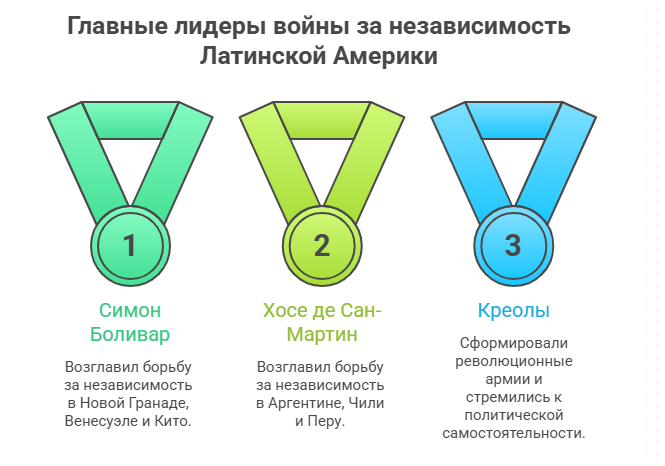 Главные лидеры войны за независимость
Латинской Америки
1
2
3
Симон
Боливар
Возглавил борьбу
за независимость
в Новой Гранаде,
Венесуэле и Кито.
Хосе де Сан-
Мартин
Возглавил борьбу
за независимость
в Аргентине, Чили
и Перу.
Креолы
Сформировали
революционные
армии и
стремились к
политической
самостоятельности.